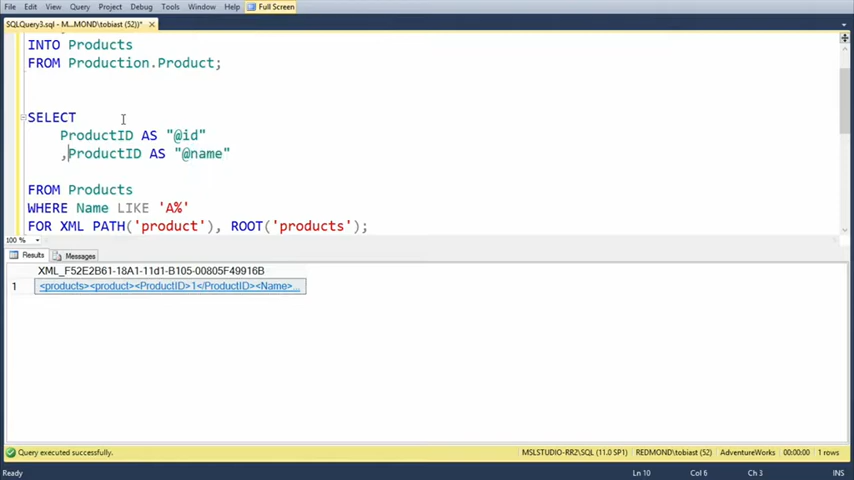 File Edit View Query Project Debug Tools Window Help Full Screen
SQLQuery3.sql - M...MOND\tobiast (52))*
INTO Products
FROM Production.Product;
SELECT
ProductID AS "@id"
,ProductID AS "@name"
FROM Products
WHERE Name LIKE 'A%'
FOR XML PATH('product'), ROOT('products');
100 %
Results Messages
XML_F52E2B61-18A1-11d1-B105-00805F49916B
1 <products><product><ProductID>1</ProductID><Name>...
Query executed successfully. MSLSTUDIO-RR2\SQL (11.0 SP1) REDMOND\tobiast (52) AdventureWorks 00:00:00 1 rows
Ready Ln 10 Col 6 Ch 3 INS